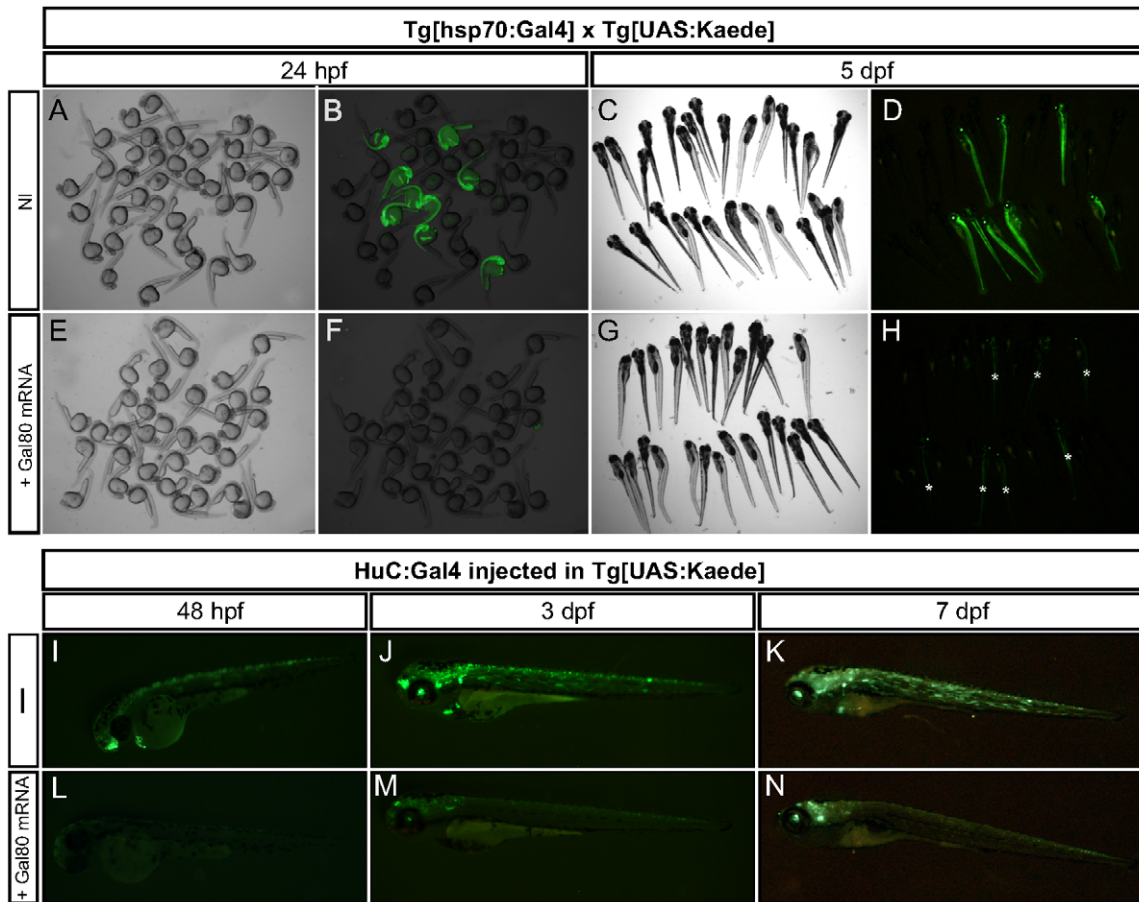 Tg[hsp70:Gal4] x Tg[UAS:Kaede]
24 hpf
5 dpf
NI
A
B
C
D
+ Gal80 mRNA
E
F
G
H
* * *
*
* * *
HuC:Gal4 injected in Tg[UAS:Kaede]
48 hpf
3 dpf
7 dpf
–
I
J
K
+ Gal80 mRNA
L
M
N